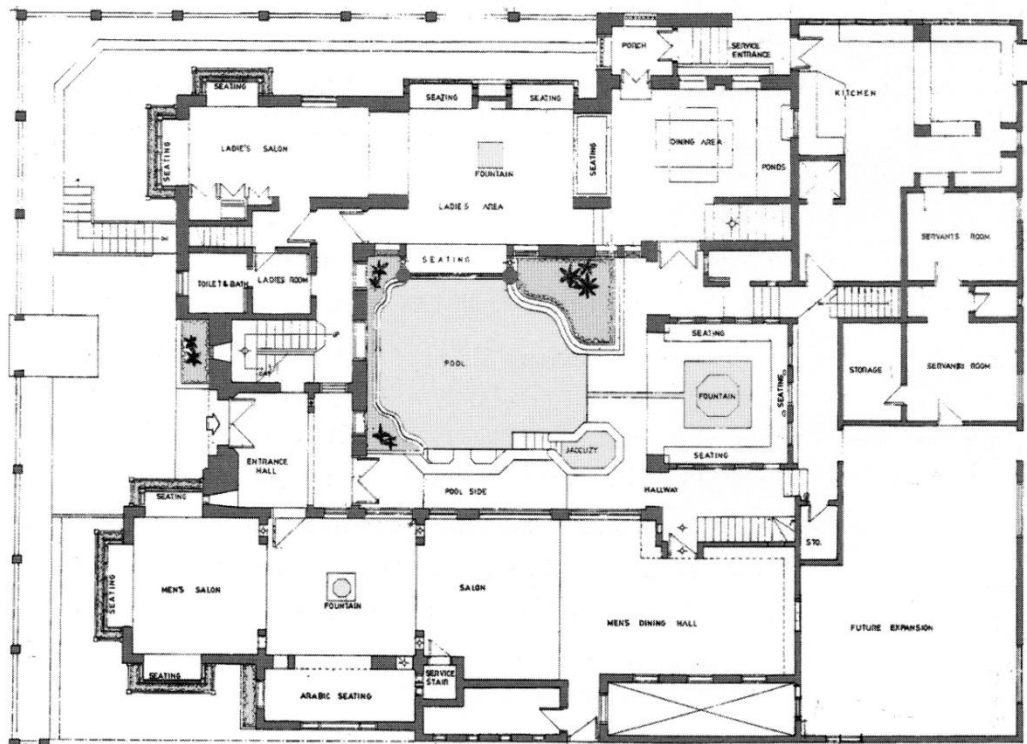 PORCH
SERVICE
ENTRANCE
KITCHEN
SEATING
SEATING
SEATING
SEATING
LADIE'S SALON
FOUNTAIN
SEATING
DINING AREA
PONDS
LADIES AREA
SERVANTS ROOM
SEATING
TOILET & BATH
LADIES ROOM
SEATING
POOL
STORAGE
SERVANTS ROOM
FOUNTAIN
SEATING
SEATING
JACCUZY
ENTRANCE
HALL
POOL SIDE
HALLWAY
SEATING
STO.
MEN'S SALON
SEATING
FOUNTAIN
SALON
MEN'S DINING HALL
FUTURE EXPANSION
SEATING
ARABIC SEATING
SERVICE
STAIR